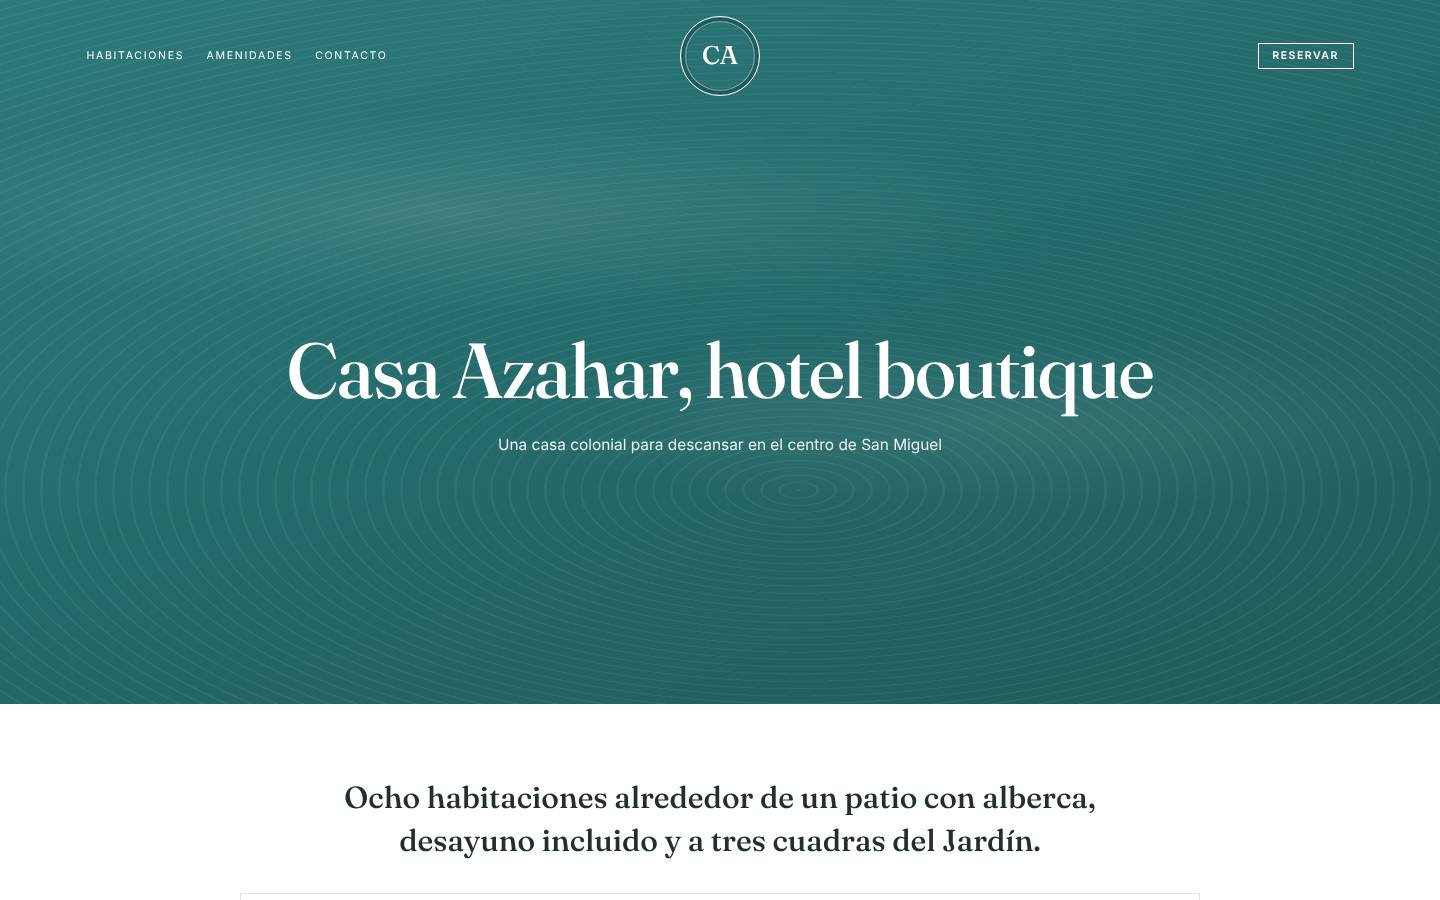 HABITACIONES AMENIDADES CONTACTO
CA
RESERVAR
Casa Azahar, hotel boutique
Una casa colonial para descansar en el centro de San Miguel
Ocho habitaciones alrededor de un patio con alberca,
desayuno incluido y a tres cuadras del Jardín.